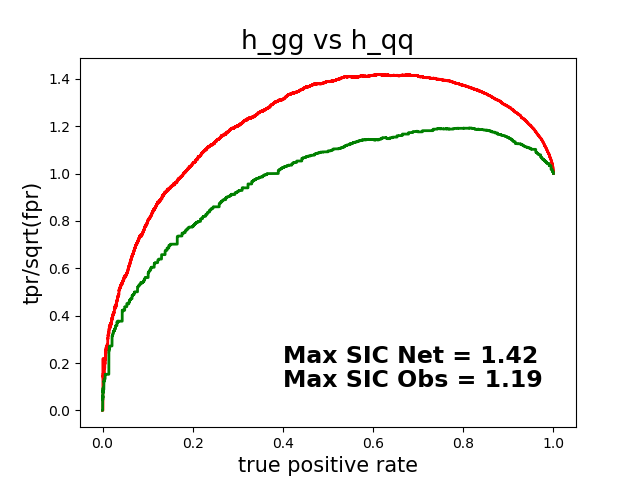 h_gg vs h_qq
tpr/sqrt(fpr)
1.4
1.2
1.0
0.8
0.6
0.4
0.2
0.0
Max SIC Net = 1.42
Max SIC Obs = 1.19
0.0 0.2 0.4 0.6 0.8 1.0
true positive rate